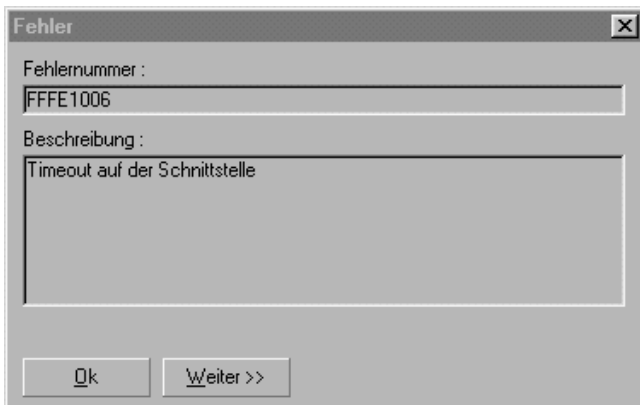 Fehler
Fehlernummer :
FFFE1006
Beschreibung :
Timeout auf der Schnittstelle
Ok
Weiter >>